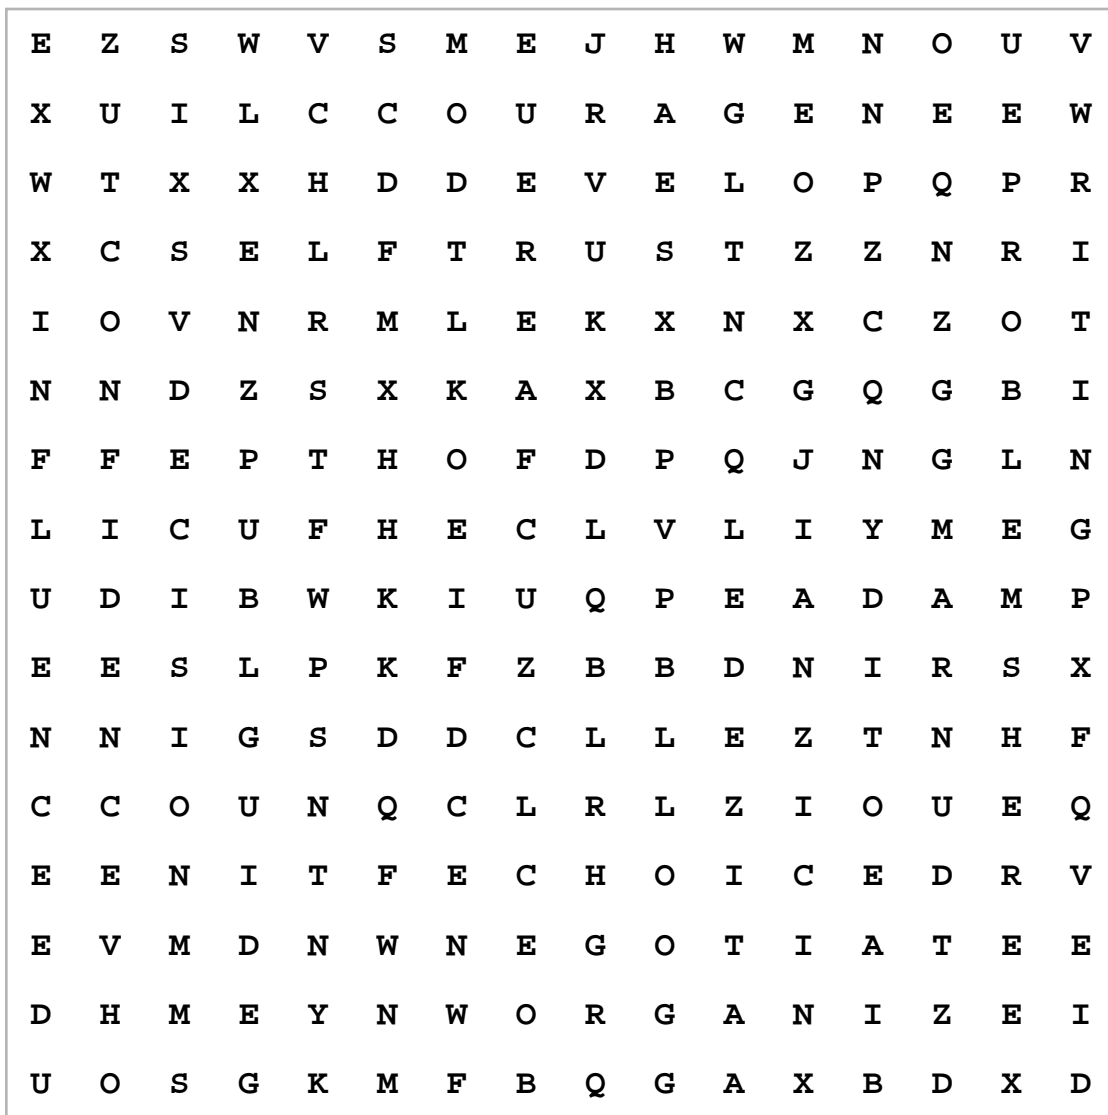 E Z S W V S M E J H W M N O U V
X U I L C C O U R A G E N E E W
W T X X H D D E V E L O P Q P R
X C S E L F T R U S T Z Z N R I
I O V N R M L E K X N X C Z O T
N N D Z S X K A X B C G Q G B I
F F E P T H O F D P Q J N G L N
L I C U F H E C L V L I Y M E G
U D I B W K I U Q P E A D A M P
E E S L P K F Z B B D N I R S X
N N I G S D D C L L E Z T N H F
C C O U N Q C L R L Z I O U E Q
E E N I T F E C H O I C E D R V
E V M D N W N E G O T I A T E E
D H M E Y N W O R G A N I Z E I
U O S G K M F B Q G A X B D X D